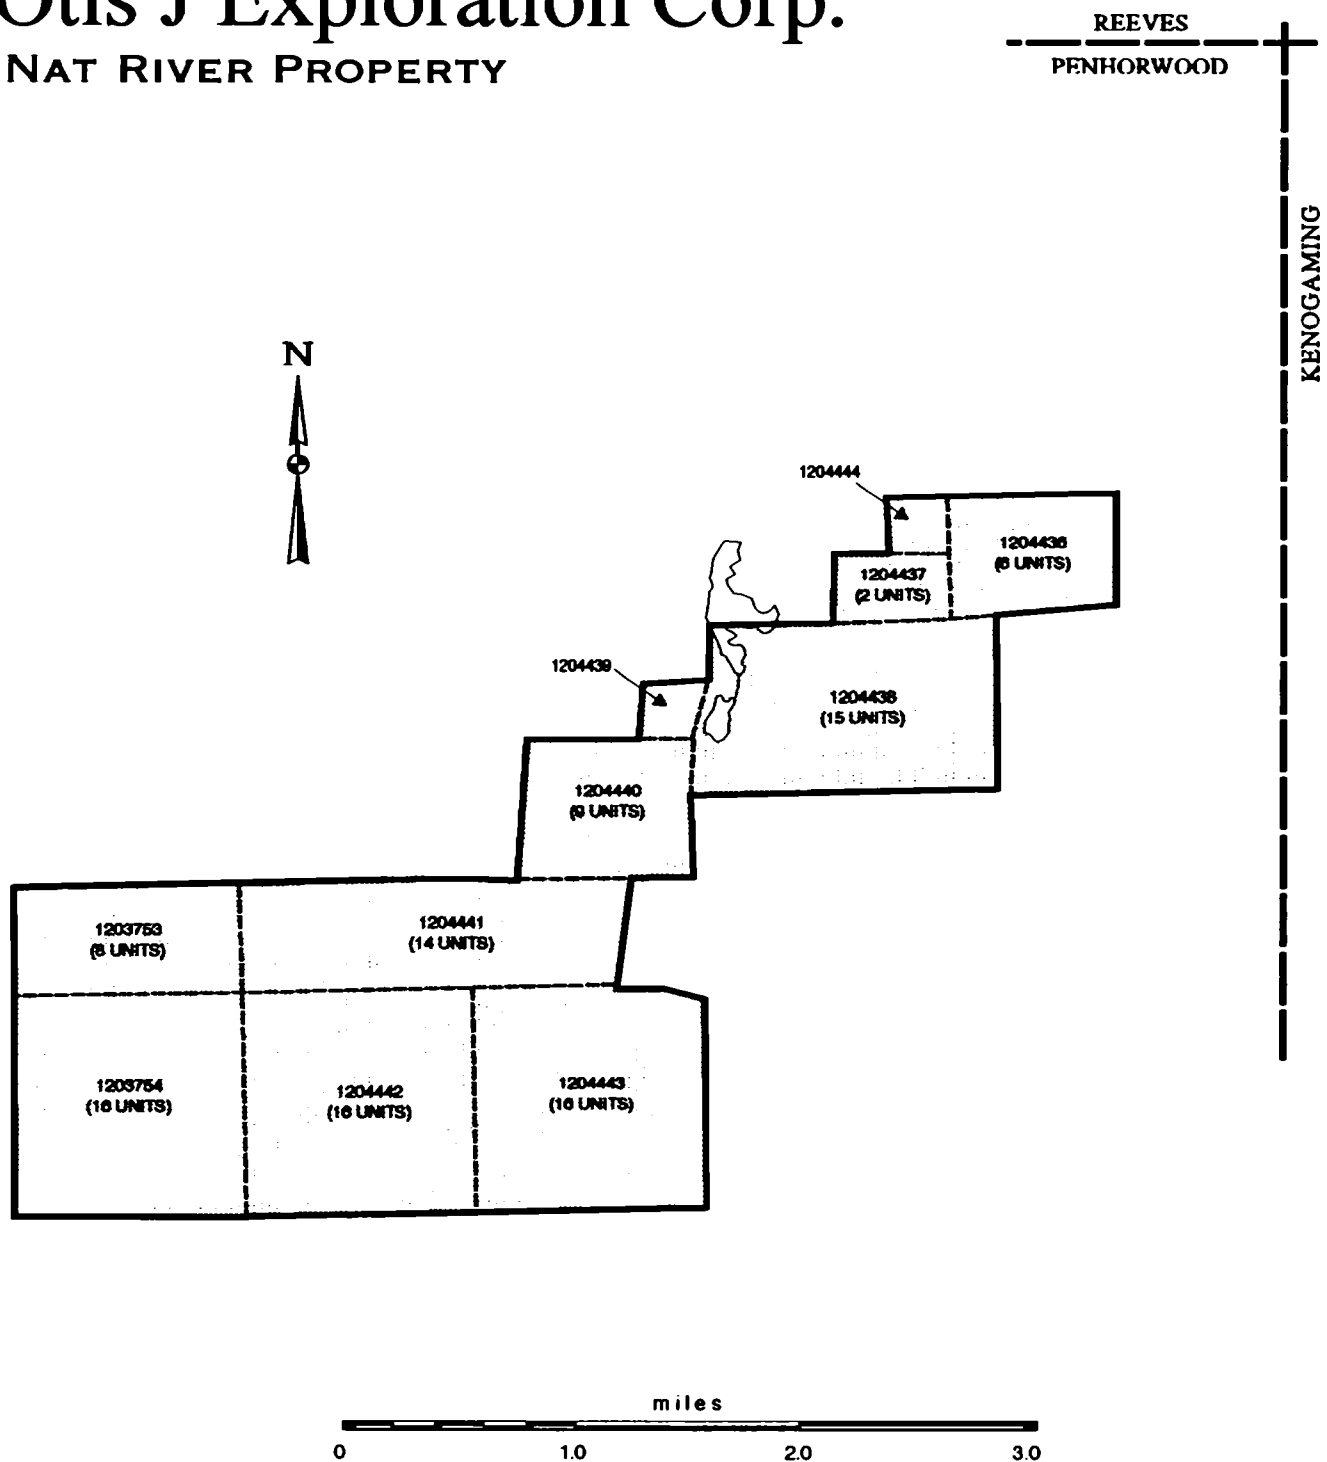 Otis J Exploration Corp.
NAT RIVER PROPERTY
REEVES
PENHORWOOD
KENOGAMING
N
1204444
1204436
(6 UNITS)
1204437
(2 UNITS)
1204439
1204438
(15 UNITS)
1204440
(9 UNITS)
1203753
(8 UNITS)
1204441
(14 UNITS)
1203754
(16 UNITS)
1204442
(16 UNITS)
1204443
(16 UNITS)
miles
0 1.0 2.0 3.0